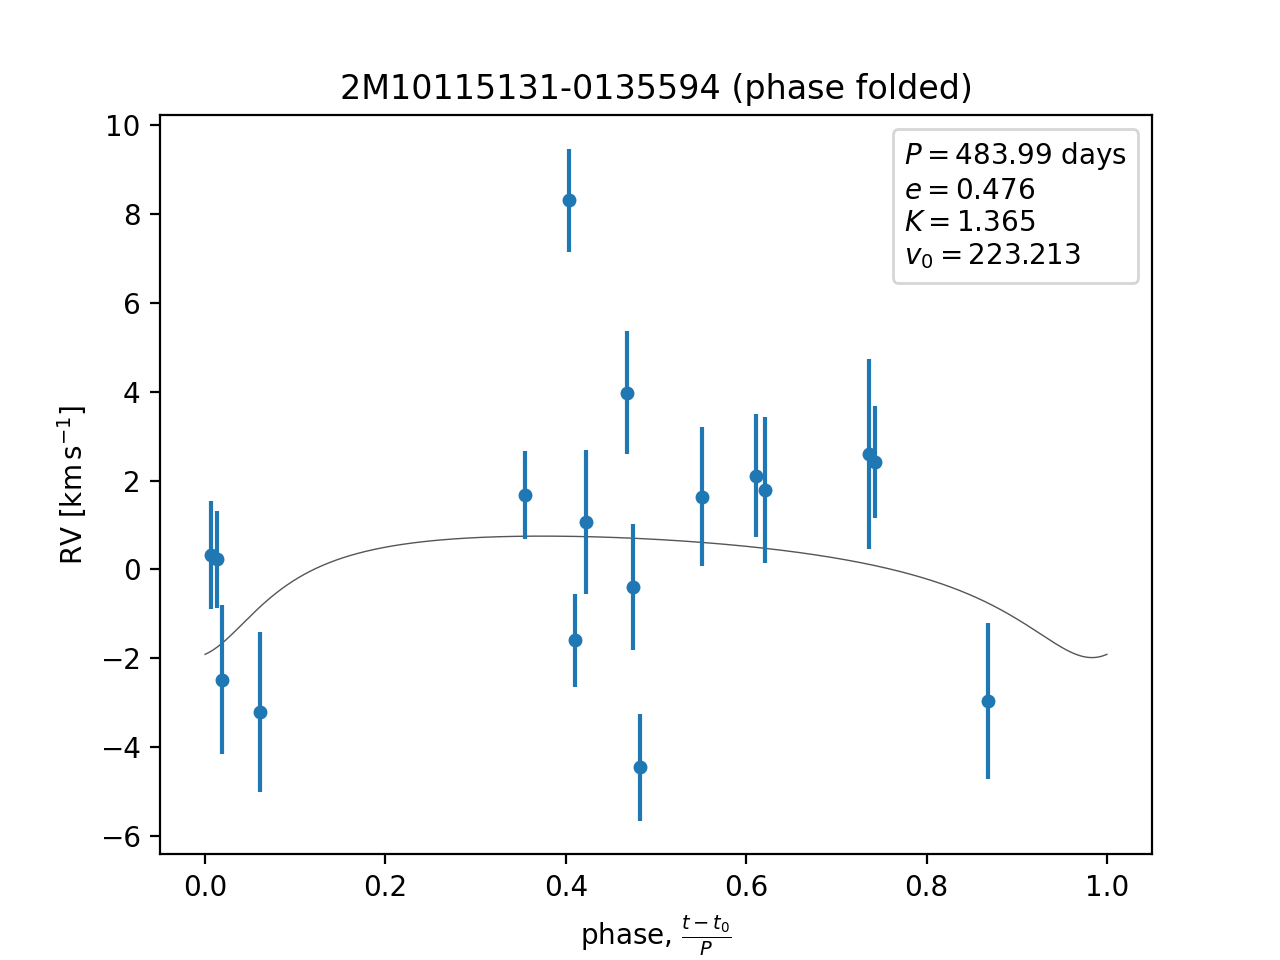 2M10115131-0135594 (phase folded)
P = 483.99 days
e = 0.476
K = 1.365
v₀ = 223.213
10
8
6
4
2
0
−2
−4
−6
RV [km s⁻¹]
0.0 0.2 0.4 0.6 0.8 1.0
phase, (t − t₀)/P